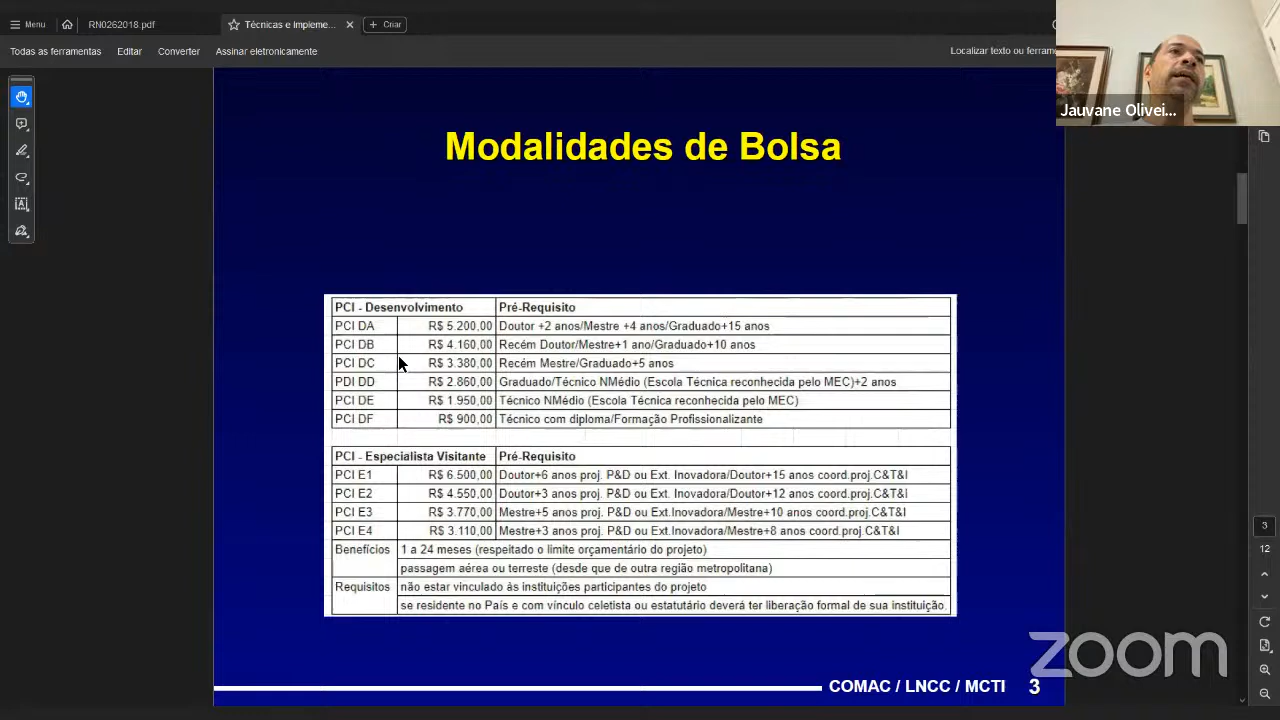 Menu
RN0262018.pdf
Técnicas e Impleme...
Criar
Todas as ferramentas
Editar
Converter
Assinar eletronicamente
Localizar texto ou ferrame
Jauvane Olivei...
Modalidades de Bolsa
PCI - Desenvolvimento Pré-Requisito
PCI DA R$ 5.200,00 Doutor +2 anos/Mestre +4 anos/Graduado+15 anos
PCI DB R$ 4.160,00 Recém Doutor/Mestre+1 ano/Graduado+10 anos
PCI DC R$ 3.380,00 Recém Mestre/Graduado+5 anos
PDI DD R$ 2.860,00 Graduado/Técnico NMédio (Escola Técnica reconhecida pelo MEC)+2 anos
PCI DE R$ 1.950,00 Técnico NMédio (Escola Técnica reconhecida pelo MEC)
PCI DF R$ 900,00 Técnico com diploma/Formação Profissionalizante
PCI - Especialista Visitante Pré-Requisito
PCI E1 R$ 6.500,00 Doutor+6 anos proj. P&D ou Ext. Inovadora/Doutor+15 anos coord.proj.C&T&I
PCI E2 R$ 4.550,00 Doutor+3 anos proj. P&D ou Ext. Inovadora/Doutor+12 anos coord.proj.C&T&I
PCI E3 R$ 3.770,00 Mestre+5 anos proj. P&D ou Ext.Inovadora/Mestre+10 anos coord.proj.C&T&I
PCI E4 R$ 3.110,00 Mestre+3 anos proj. P&D ou Ext.Inovadora/Mestre+8 anos coord.proj.C&T&I
Benefícios 1 a 24 meses (respeitado o limite orçamentário do projeto)
passagem aérea ou terreste (desde que de outra região metropolitana)
Requisitos não estar vinculado às instituições participantes do projeto
se residente no País e com vínculo celetista ou estatutário deverá ter liberação formal de sua instituição.
3
12
zoom
COMAC / LNCC / MCTI 3